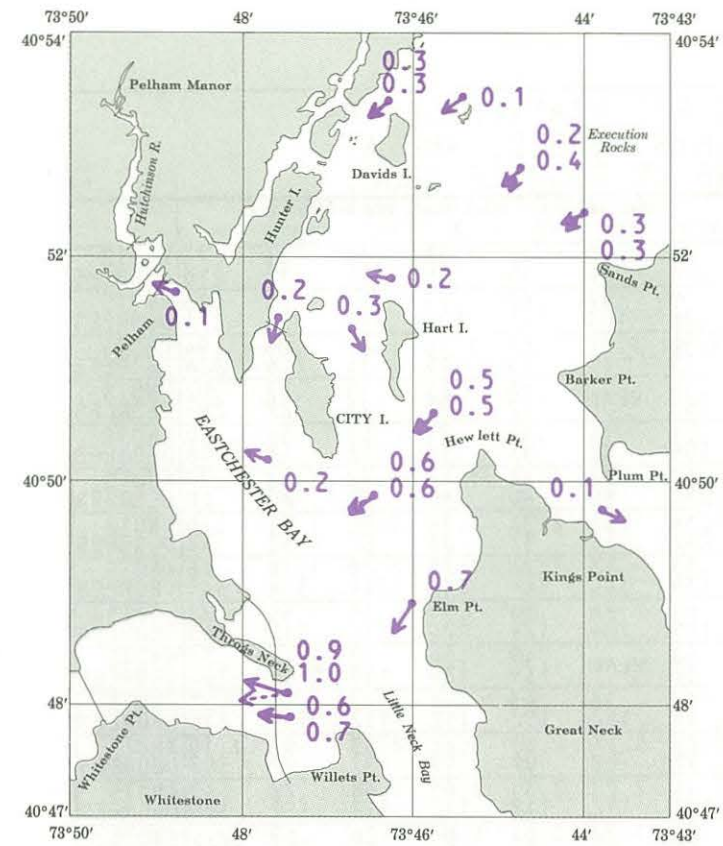 73°50′ 48′ 73°46′ 44′ 73°43′
40°54′ 40°54′
0.3
0.3
Pelham Manor
0.1
0.2
0.4
Execution
Rocks
Davids I.
Hutchinson R.
Hunter I.
0.3
0.3
52′ 52′
Sands Pt.
0.2
0.2
0.3
0.1
Pelham
Hart I.
Barker Pt.
0.5
0.5
CITY I.
Hewlett Pt.
EASTCHESTER BAY
0.6
0.6
Plum Pt.
40°50′ 40°50′
0.2
0.1
Kings Point
0.7
Elm Pt.
Throgs Neck
0.9
1.0
0.6
0.7
48′ 48′
Little Neck Bay
Great Neck
Whitestone Pt.
Willets Pt.
Whitestone
40°47′ 40°47′
73°50′ 48′ 73°46′ 44′ 73°43′